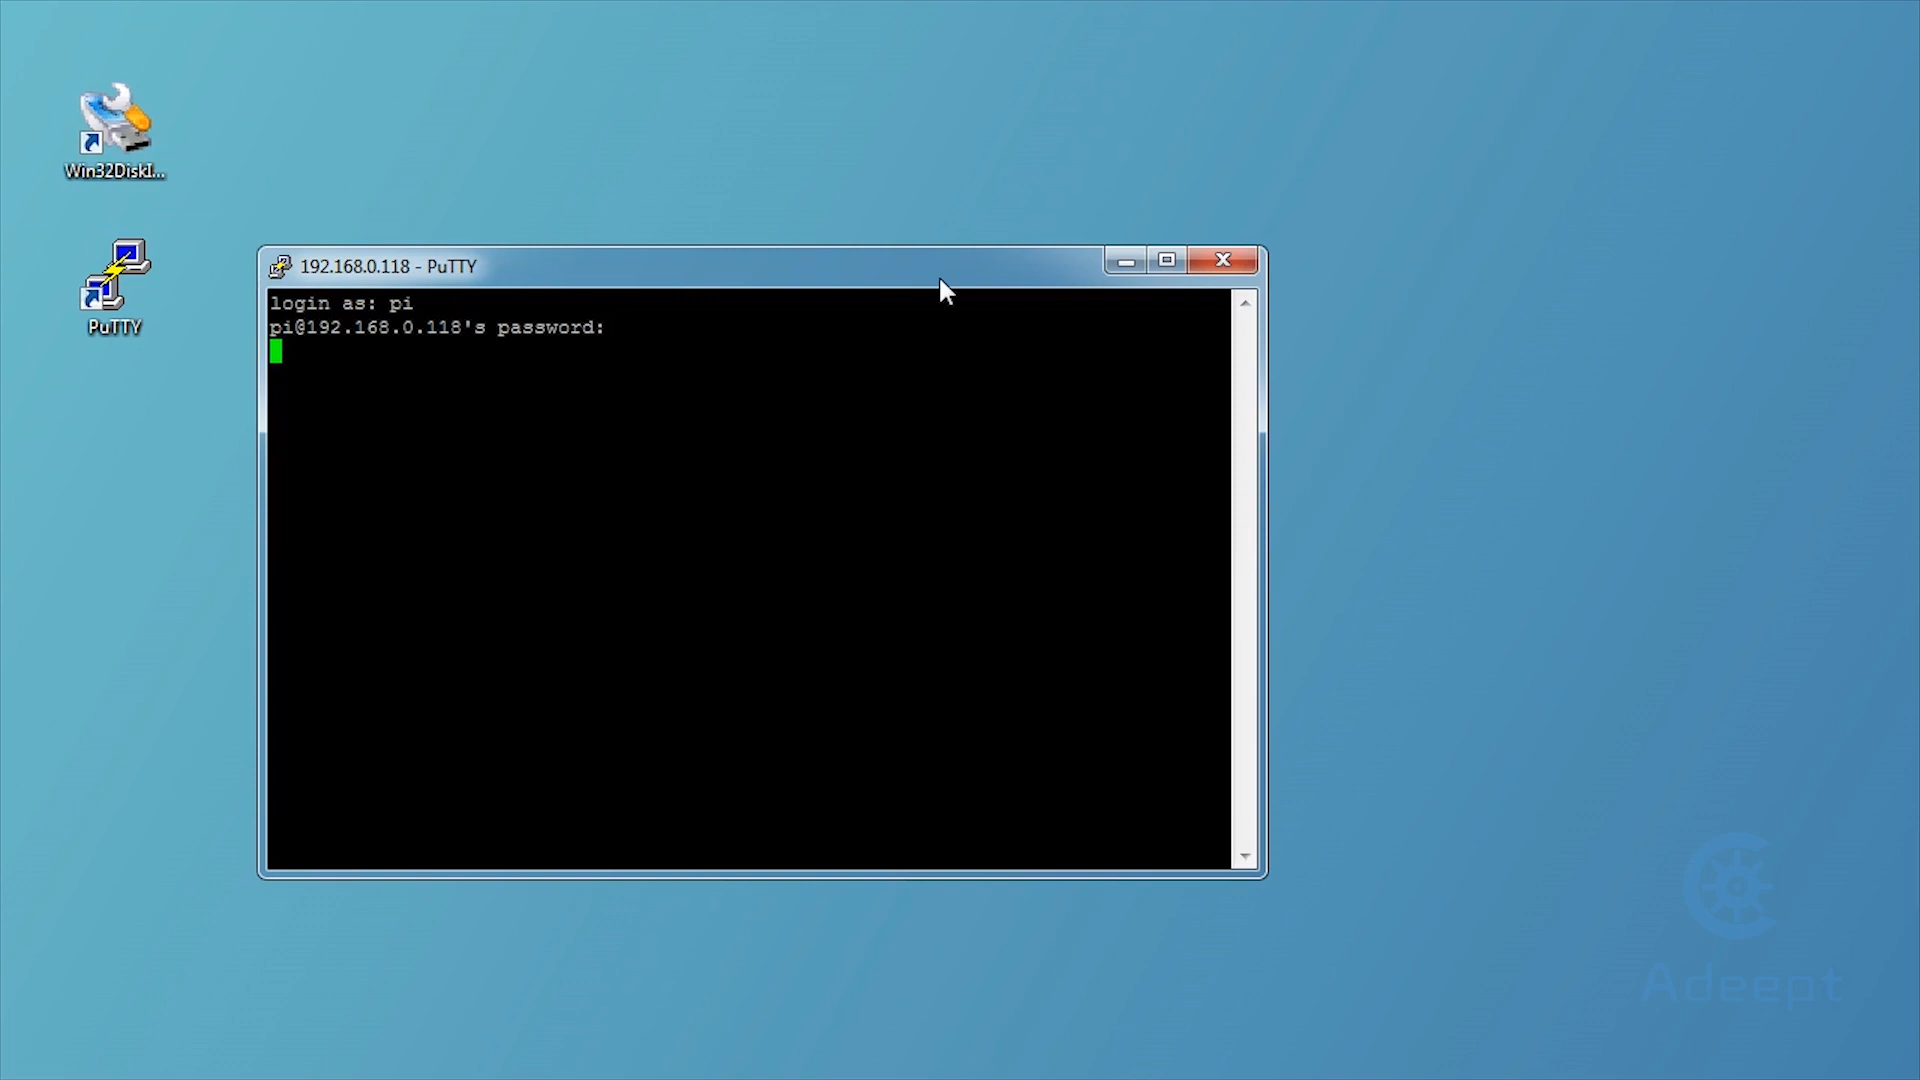 Win32DiskI...
PuTTY
192.168.0.118 - PuTTY
login as: pi
pi@192.168.0.118's password:
Adeept